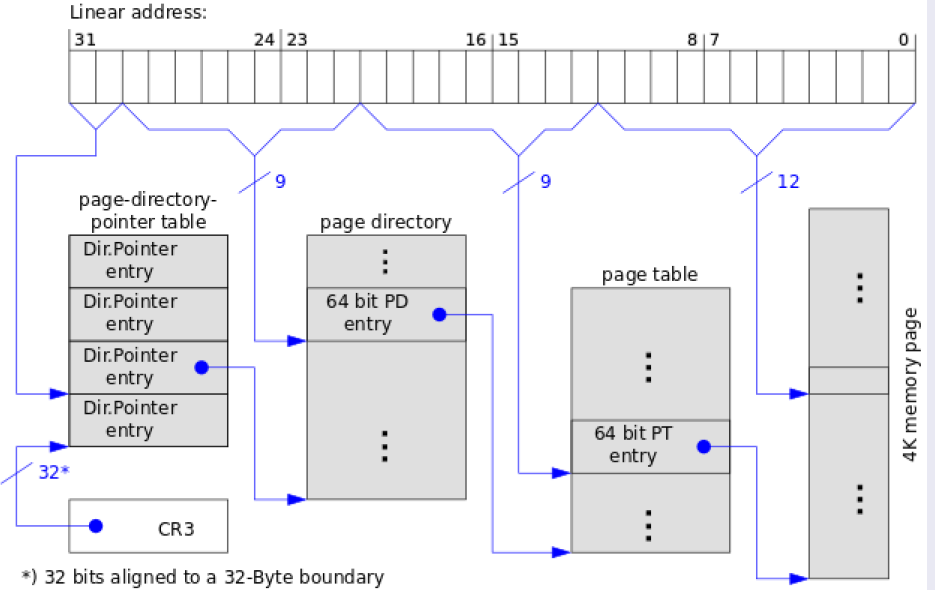 Linear address:
31 24 23 16 15 8 7 0
9 9 12
page-directory-
pointer table
Dir.Pointer
entry
Dir.Pointer
entry
Dir.Pointer
entry
Dir.Pointer
entry
32*
CR3
page directory
64 bit PD
entry
page table
64 bit PT
entry
4K memory page
*) 32 bits aligned to a 32-Byte boundary